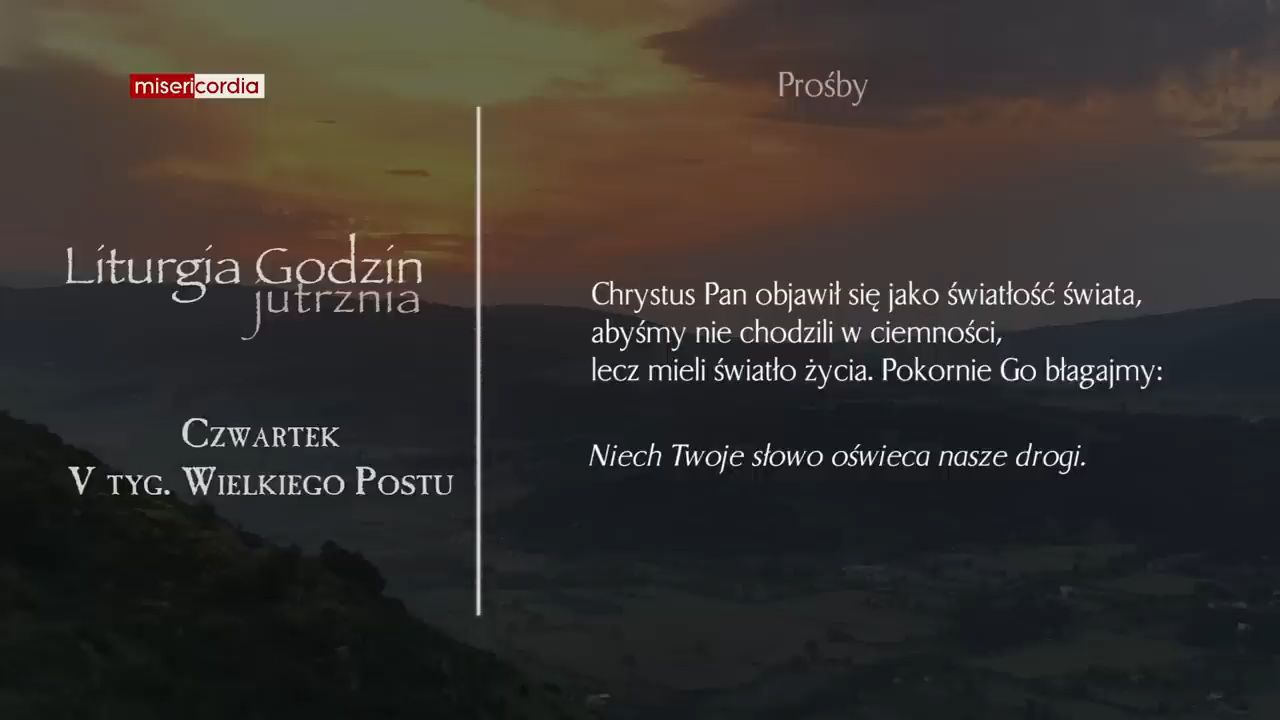 misericordia
Prośby
Liturgia Godzin
jutrznia
Czwartek
V tyg. Wielkiego Postu
Chrystus Pan objawił się jako światłość świata,
abyśmy nie chodzili w ciemności,
lecz mieli światło życia. Pokornie Go błagajmy:
Niech Twoje słowo oświeca nasze drogi.